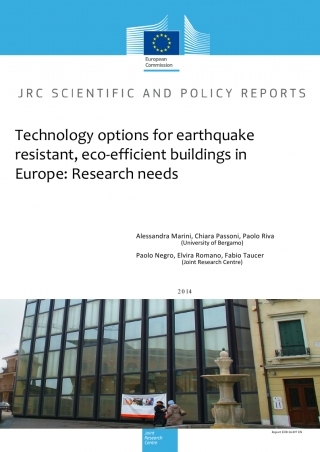 European
Commission
JRC SCIENTIFIC AND POLICY REPORTS
Technology options for earthquake
resistant, eco-efficient buildings in
Europe: Research needs
Alessandra Marini, Chiara Passoni, Paolo Riva
(University of Bergamo)
Paolo Negro, Elvira Romano, Fabio Taucer
(Joint Research Centre)
2014
Joint
Research
Centre